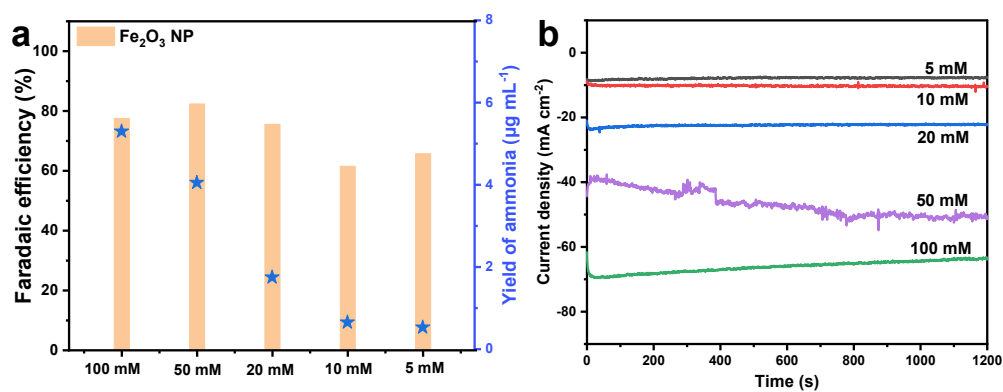 a
Fe₂O₃ NP
Faradaic efficiency (%)
100
80
60
40
20
0
100 mM
50 mM
20 mM
10 mM
5 mM
Yield of ammonia (μg mL⁻¹)
8
6
4
2
0
b
Current density (mA cm⁻²)
0
-20
-40
-60
-80
5 mM
10 mM
20 mM
50 mM
100 mM
0
200
400
600
800
1000
1200
Time (s)